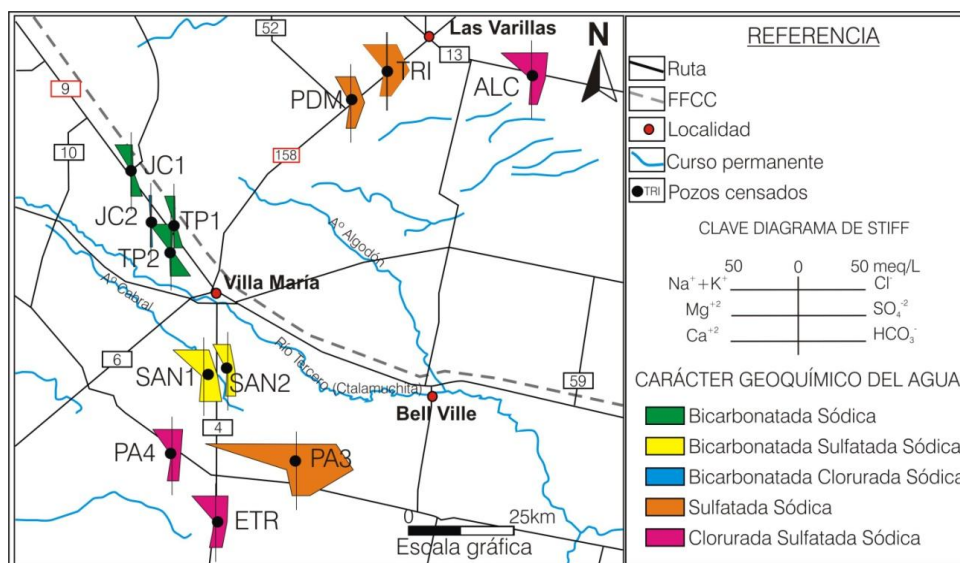 Las Varillas
52
13
N
TRI
ALC
PDM
9
158
10
JC1
JC2
TP1
TP2
Aº Algodón
Villa María
Aº Cabral
Río Tercero (Ctalamuchita)
6
SAN1
SAN2
59
Bell Ville
4
PA4
PA3
ETR
0 25km
Escala gráfica
REFERENCIA
Ruta
FFCC
Localidad
Curso permanente
TRI Pozos censados
CLAVE DIAGRAMA DE STIFF
50 0 50 meq/L
Na⁺+K⁺ Cl⁻
Mg⁺² SO₄⁻²
Ca⁺² HCO₃⁻
CARÁCTER GEOQUÍMICO DEL AGUA
Bicarbonatada Sódica
Bicarbonatada Sulfatada Sódica
Bicarbonatada Clorurada Sódica
Sulfatada Sódica
Clorurada Sulfatada Sódica